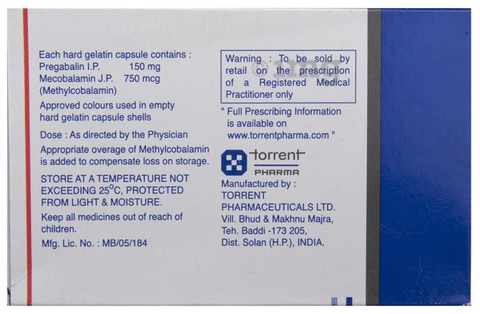 Each hard gelatin capsule contains :
Pregabalin I.P. 150 mg
Mecobalamin J.P. 750 mcg
(Methylcobalamin)
Approved colours used in empty
hard gelatin capsule shells
Dose : As directed by the Physician
Appropriate overage of Methylcobalamin
is added to compensate loss on storage.
STORE AT A TEMPERATURE NOT
EXCEEDING 25°C, PROTECTED
FROM LIGHT & MOISTURE.
Keep all medicines out of reach of
children.
Mfg. Lic. No. : MB/05/184
Warning : To be sold by
retail on the prescription
of a Registered Medical
Practitioner only
1mg
" Full Prescribing Information
is available on
www.torrentpharma.com "
torrent
PHARMA
Manufactured by :
TORRENT
PHARMACEUTICALS LTD.
Vill. Bhud & Makhnu Majra,
Teh. Baddi -173 205,
Dist. Solan (H.P.), INDIA.